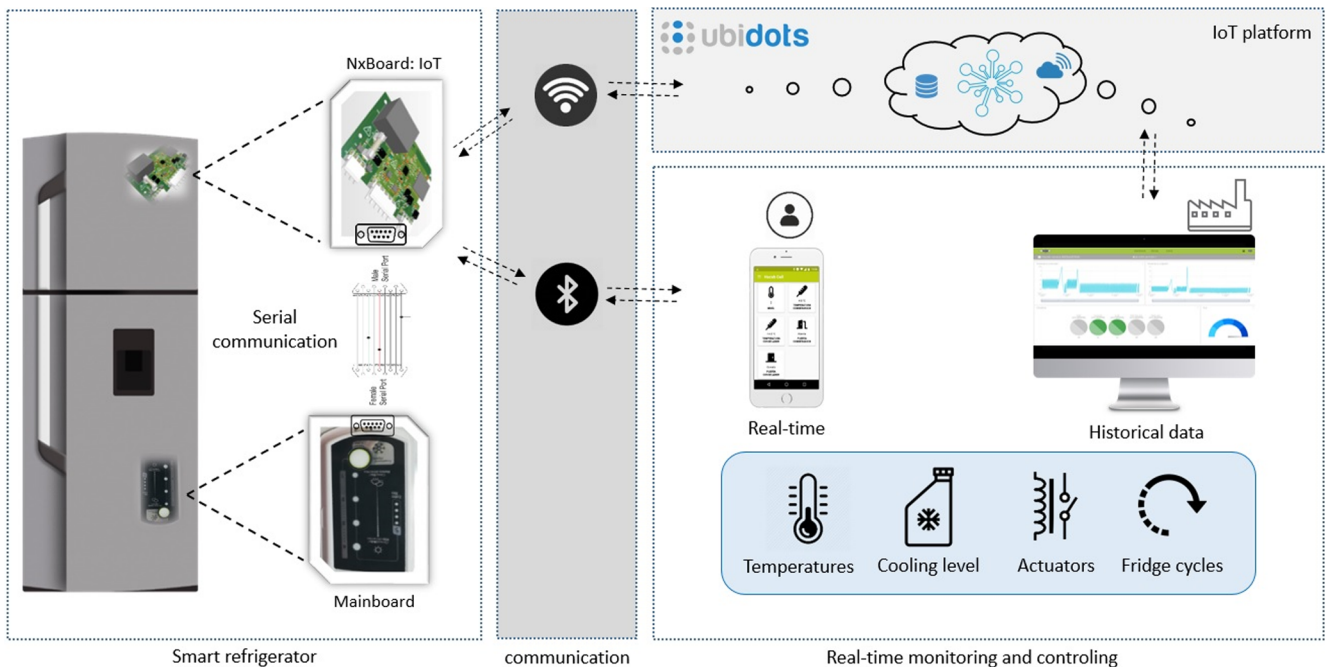 NxBoard: IoT
ubidots
IoT platform
Serial
communication
Male
Serial Port
Female
Serial Port
Mainboard
Real-time
Historical data
Temperatures
Cooling level
Actuators
Fridge cycles
Smart refrigerator
communication
Real-time monitoring and controling